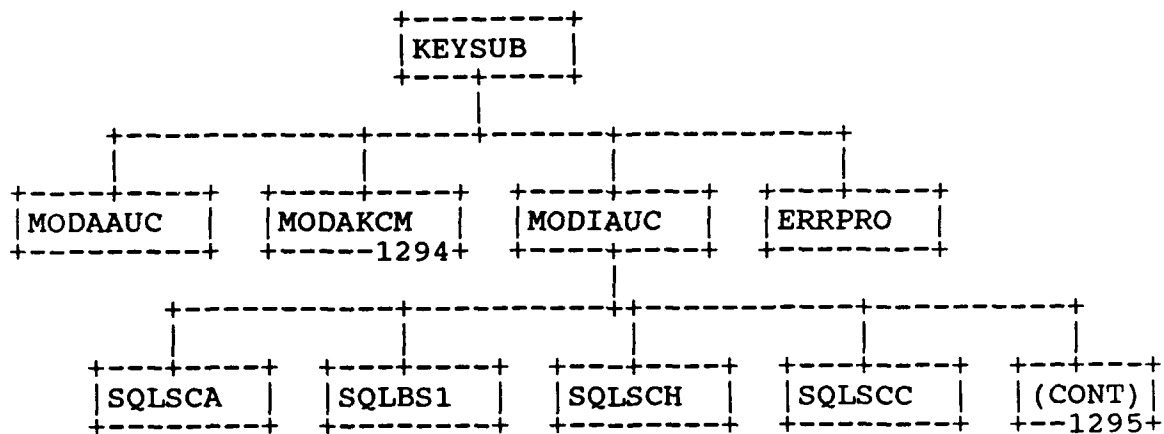 KEYSUB
MODAAUC MODAKCM MODIAUC ERRPRO
1294
SQLSCA SQLBS1 SQLSCH SQLSCC (CONT)
1295